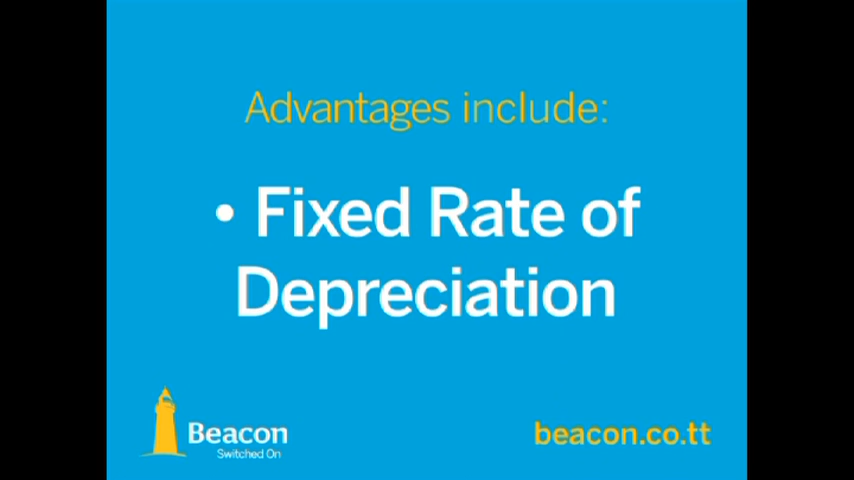 Advantages include:
• Fixed Rate of
Depreciation
Beacon
Switched On
beacon.co.tt